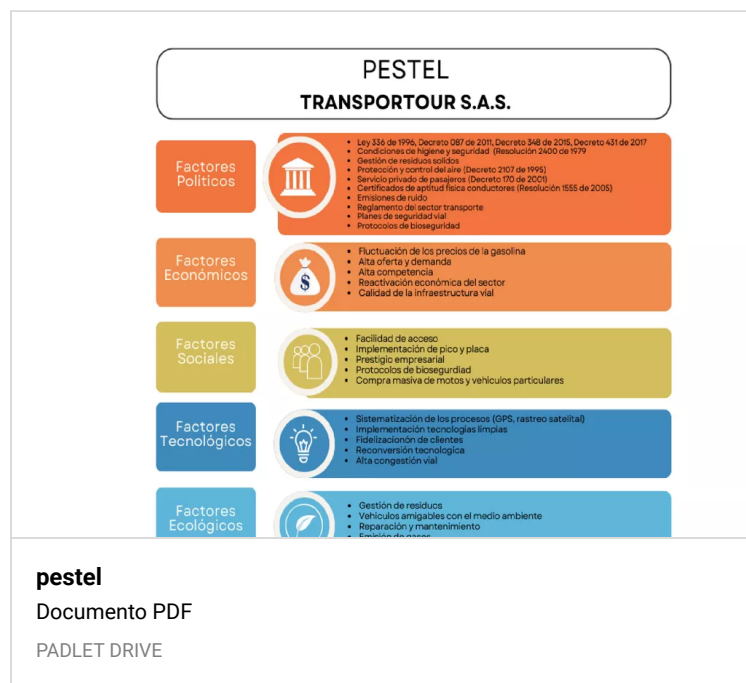 PESTEL
TRANSPORTOUR S.A.S.
Factores
Políticos
• Ley 336 de 1996, Decreto 087 de 2011, Decreto 348 de 2015, Decreto 431 de 2017
• Condiciones de higiene y seguridad (Resolución 2400 de 1979
• Gestión de residuos solidos
• Protección y control del aire (Decreto 2107 de 1995)
• Servicio privado de pasajeros (Decreto 170 de 2001)
• Certificados de aptitud física conductores (Resolución 1555 de 2005)
• Emisiones de ruido
• Reglamento del sector transporte
• Planes de seguridad vial
• Protocolos de bioseguridad
Factores
Económicos
$
• Fluctuación de los precios de la gasolina
• Alta oferta y demanda
• Alta competencia
• Reactivación económica del sector
• Calidad de la infraestructura vial
Factores
Sociales
• Facilidad de acceso
• Implementación de pico y placa
• Prestigio empresarial
• Protocolos de biosegurdiad
• Compra masiva de motos y vehiculos particulares
Factores
Tecnológicos
• Sistematización de los procesos (GPS, rastreo satelital)
• Implementación tecnologías limpias
• Fidelizacionón de clientes
• Reconversión tecnologica
• Alta congestión vial
Factores
Ecológicos
• Gestión de residuos
• Vehículos amigables con el medio ambiente
• Reparación y mantenimiento
• Emisión de gases
pestel
Documento PDF
PADLET DRIVE